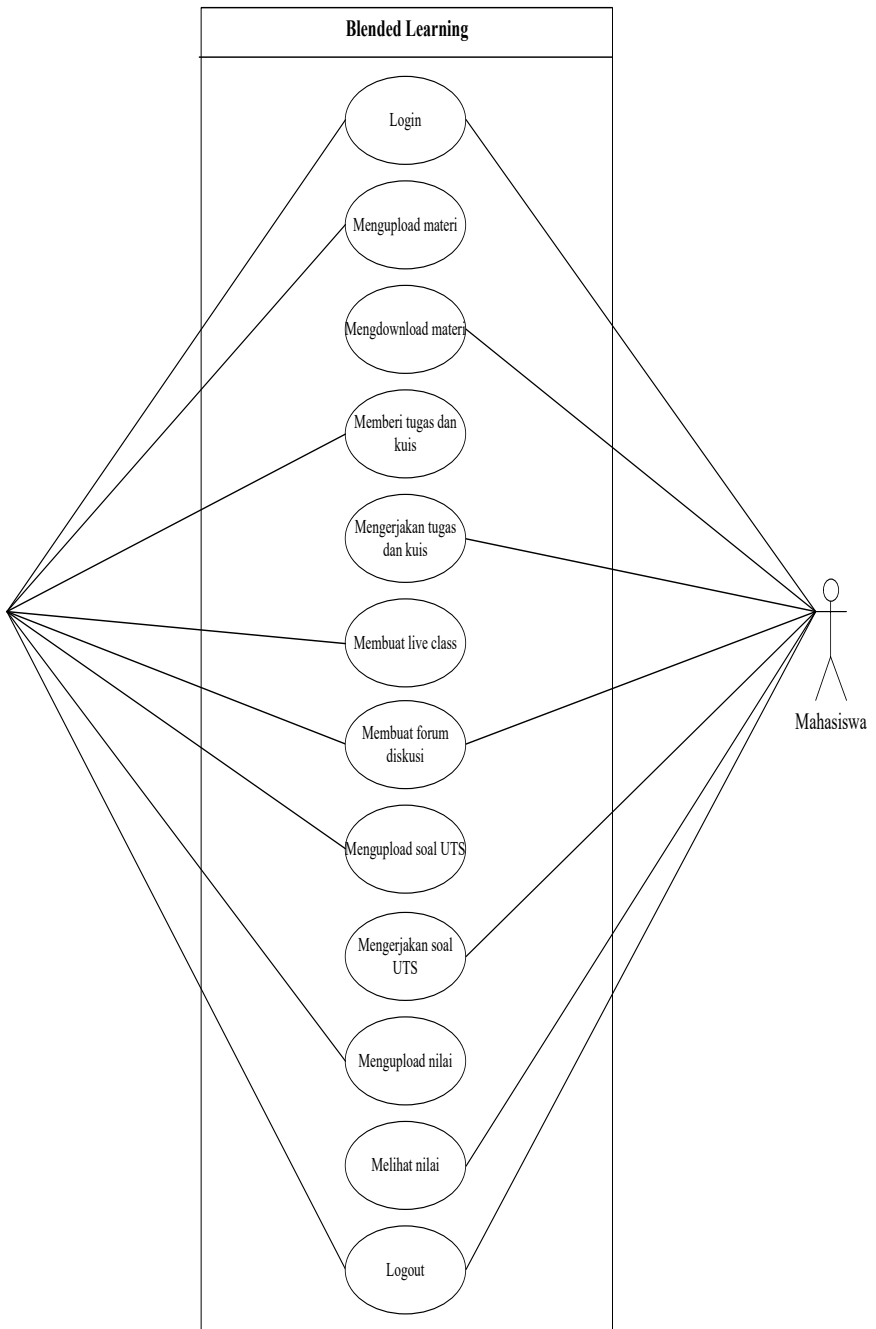 Blended Learning
Login
Mengupload materi
Mengdownload materi
Memberi tugas dan
kuis
Mengerjakan tugas
dan kuis
Membuat live class
Membuat forum
diskusi
Mengupload soal UTS
Mengerjakan soal
UTS
Mengupload nilai
Melihat nilai
Logout
Mahasiswa